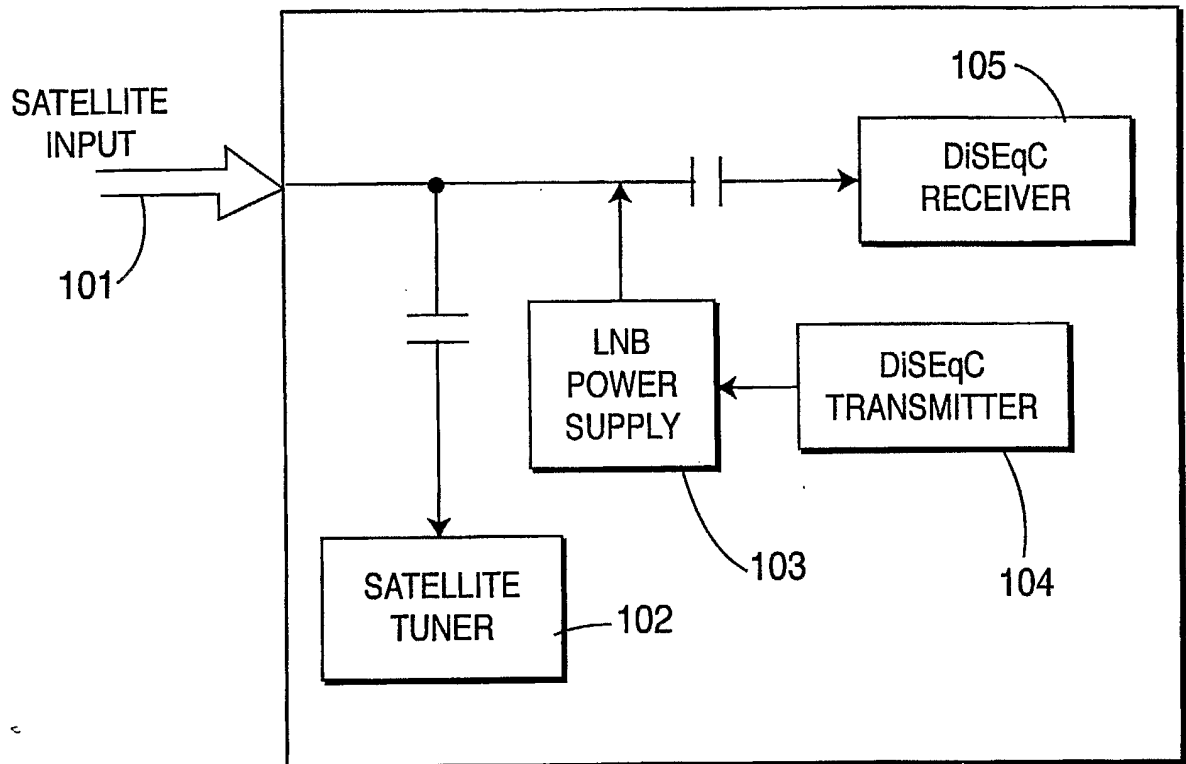 105
SATELLITE
INPUT
DiSEqC
RECEIVER
101
LNB
POWER
SUPPLY
DiSEqC
TRANSMITTER
103
104
SATELLITE
TUNER
102